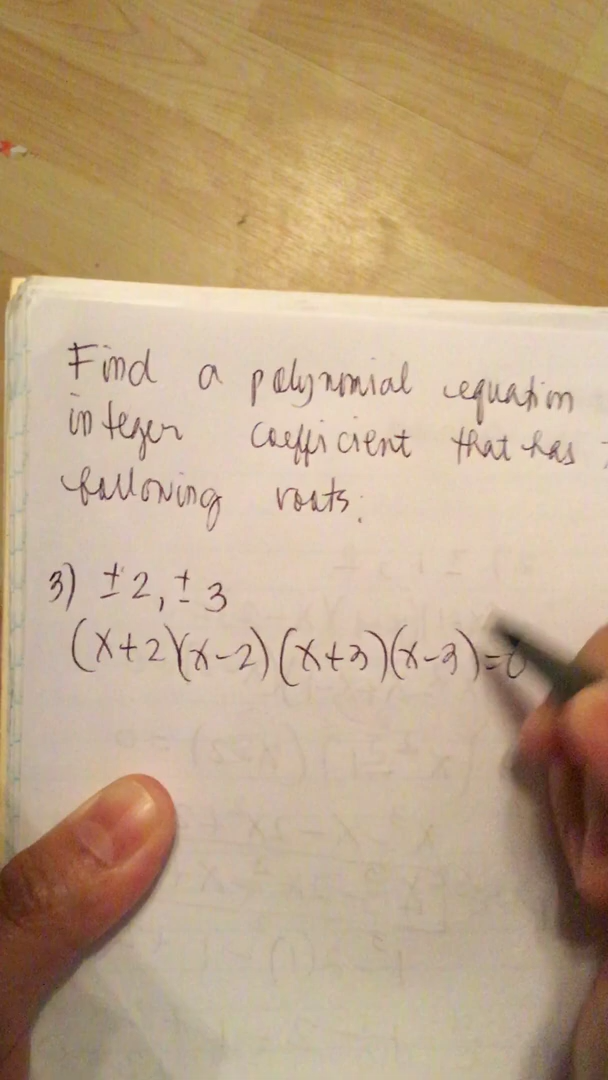 Find a polynomial equation
integer coefficient that has
following roots:
3) ±2, ±3
(x+2)(x-2)(x+3)(x-3)=0